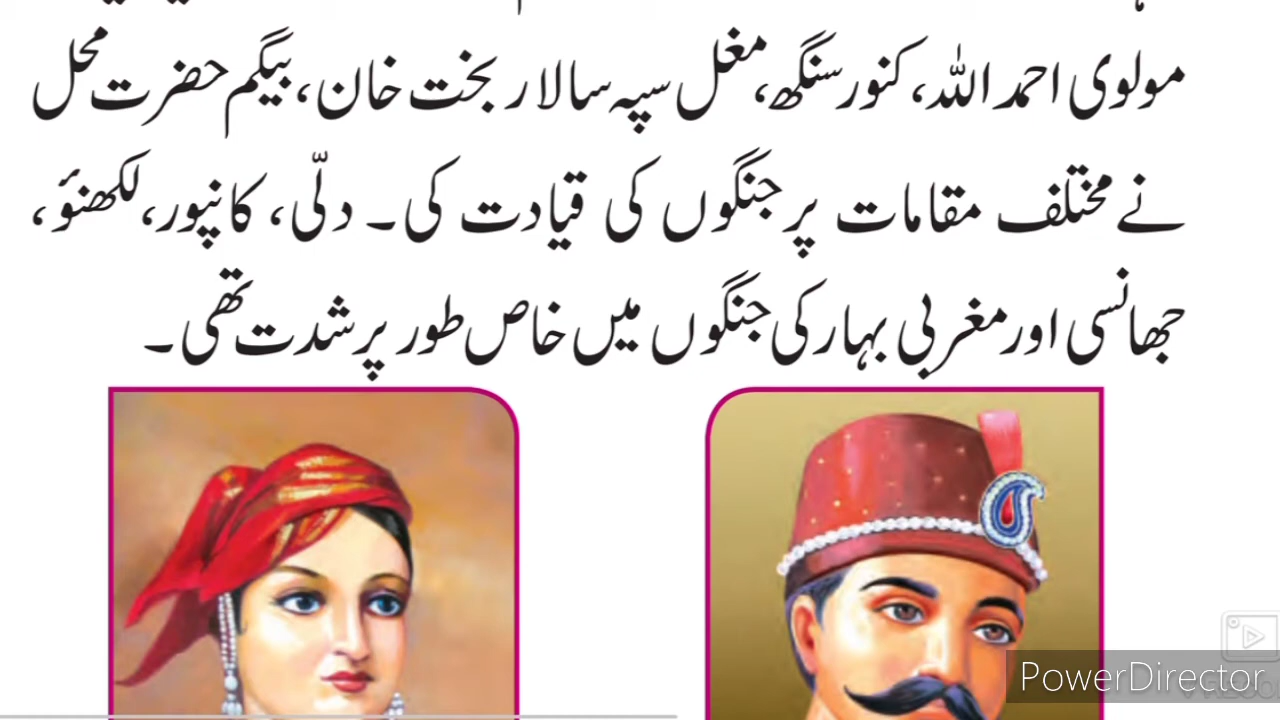 مولوی احمد اللہ، کنور سنگھ، مغل سپہ سالار بخت خان، بیگم حضرت محل
نے مختلف مقامات پر جنگوں کی قیادت کی۔ دلّی، کانپور، لکھنؤ،
جھانسی اور مغربی بہار کی جنگوں میں خاص طور پر شدت تھی۔
PowerDirector